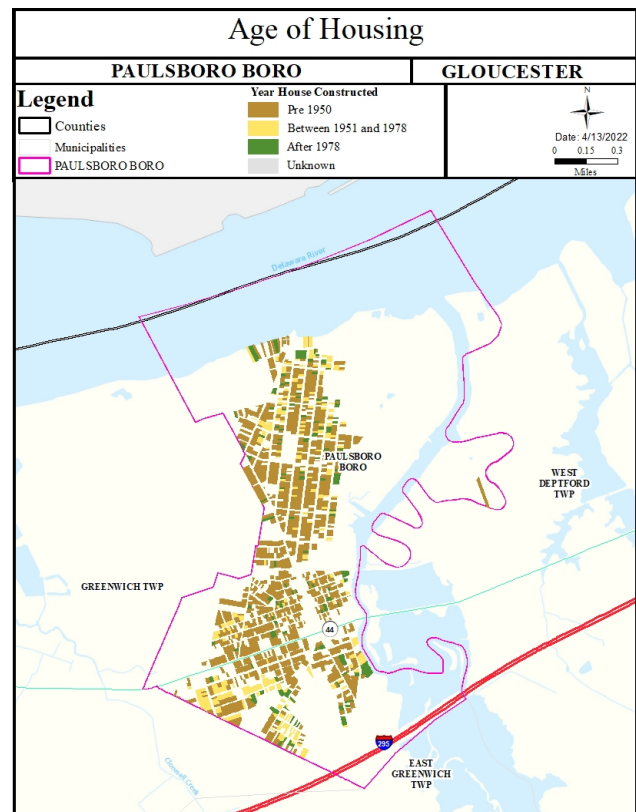 Age of Housing
PAULSBORO BORO
GLOUCESTER
Legend
Counties
Municipalities
PAULSBORO BORO
Year House Constructed
Pre 1950
Between 1951 and 1978
After 1978
Unknown
N
Date: 4/13/2022
0 0.15 0.3
Miles
Delaware River
PAULSBORO
BORO
WEST
DEPTFORD
TWP
GREENWICH TWP
44
295
EAST
GREENWICH
TWP
Clonmell Creek